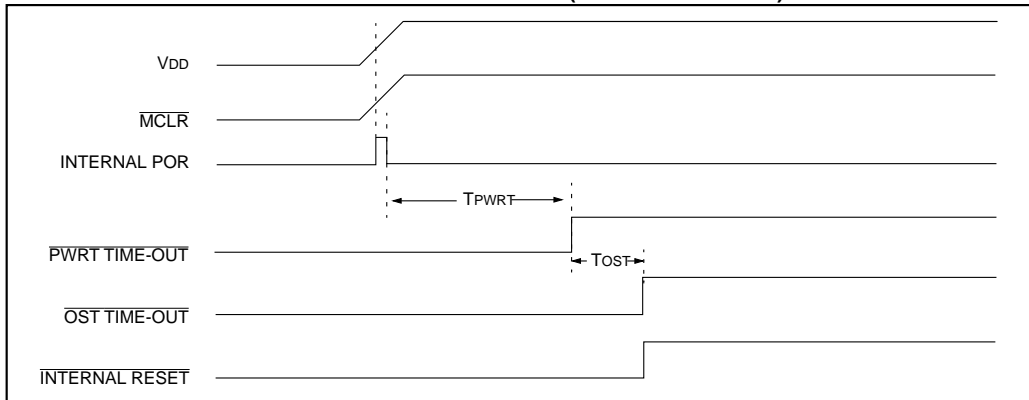 VDD
MCLR
INTERNAL POR
TPWRT
PWRT TIME-OUT
TOST
OST TIME-OUT
INTERNAL RESET